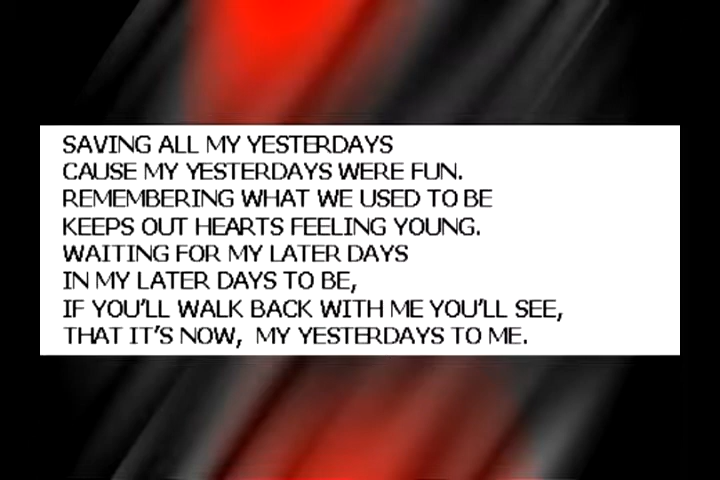 SAVING ALL MY YESTERDAYS
CAUSE MY YESTERDAYS WERE FUN.
REMEMBERING WHAT WE USED TO BE
KEEPS OUT HEARTS FEELING YOUNG.
WAITING FOR MY LATER DAYS
IN MY LATER DAYS TO BE,
IF YOU'LL WALK BACK WITH ME YOU'LL SEE,
THAT IT'S NOW, MY YESTERDAYS TO ME.